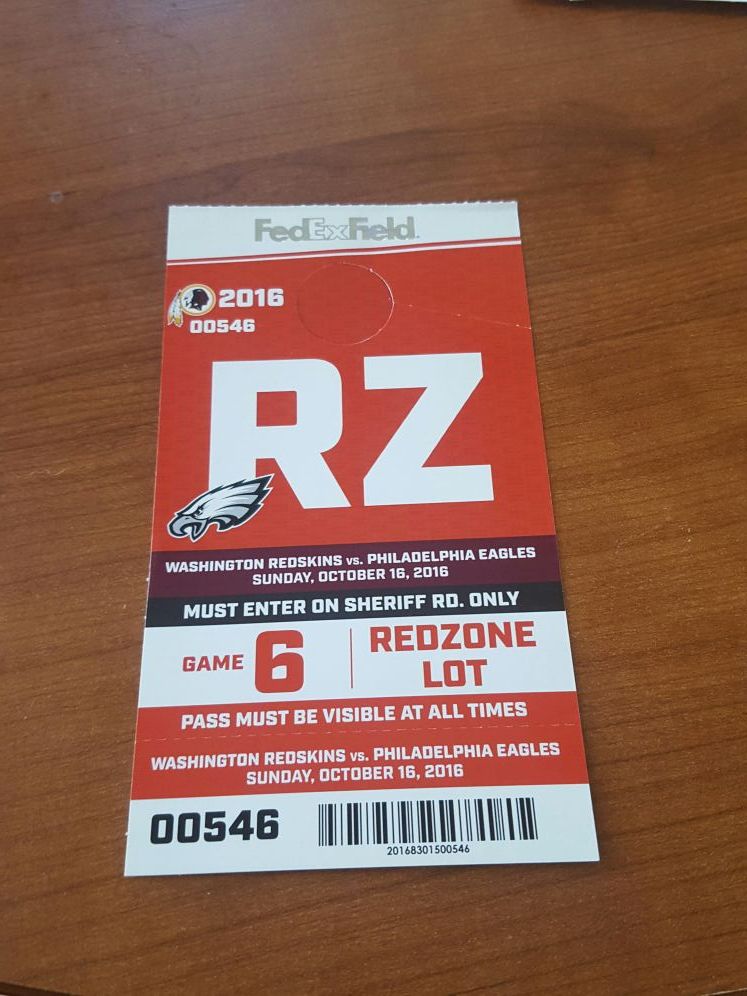 FedExField
2016
00546
RZ
WASHINGTON REDSKINS vs. PHILADELPHIA EAGLES
SUNDAY, OCTOBER 16, 2016
MUST ENTER ON SHERIFF RD. ONLY
GAME 6
REDZONE
LOT
PASS MUST BE VISIBLE AT ALL TIMES
WASHINGTON REDSKINS vs. PHILADELPHIA EAGLES
SUNDAY, OCTOBER 16, 2016
00546
20168301500546